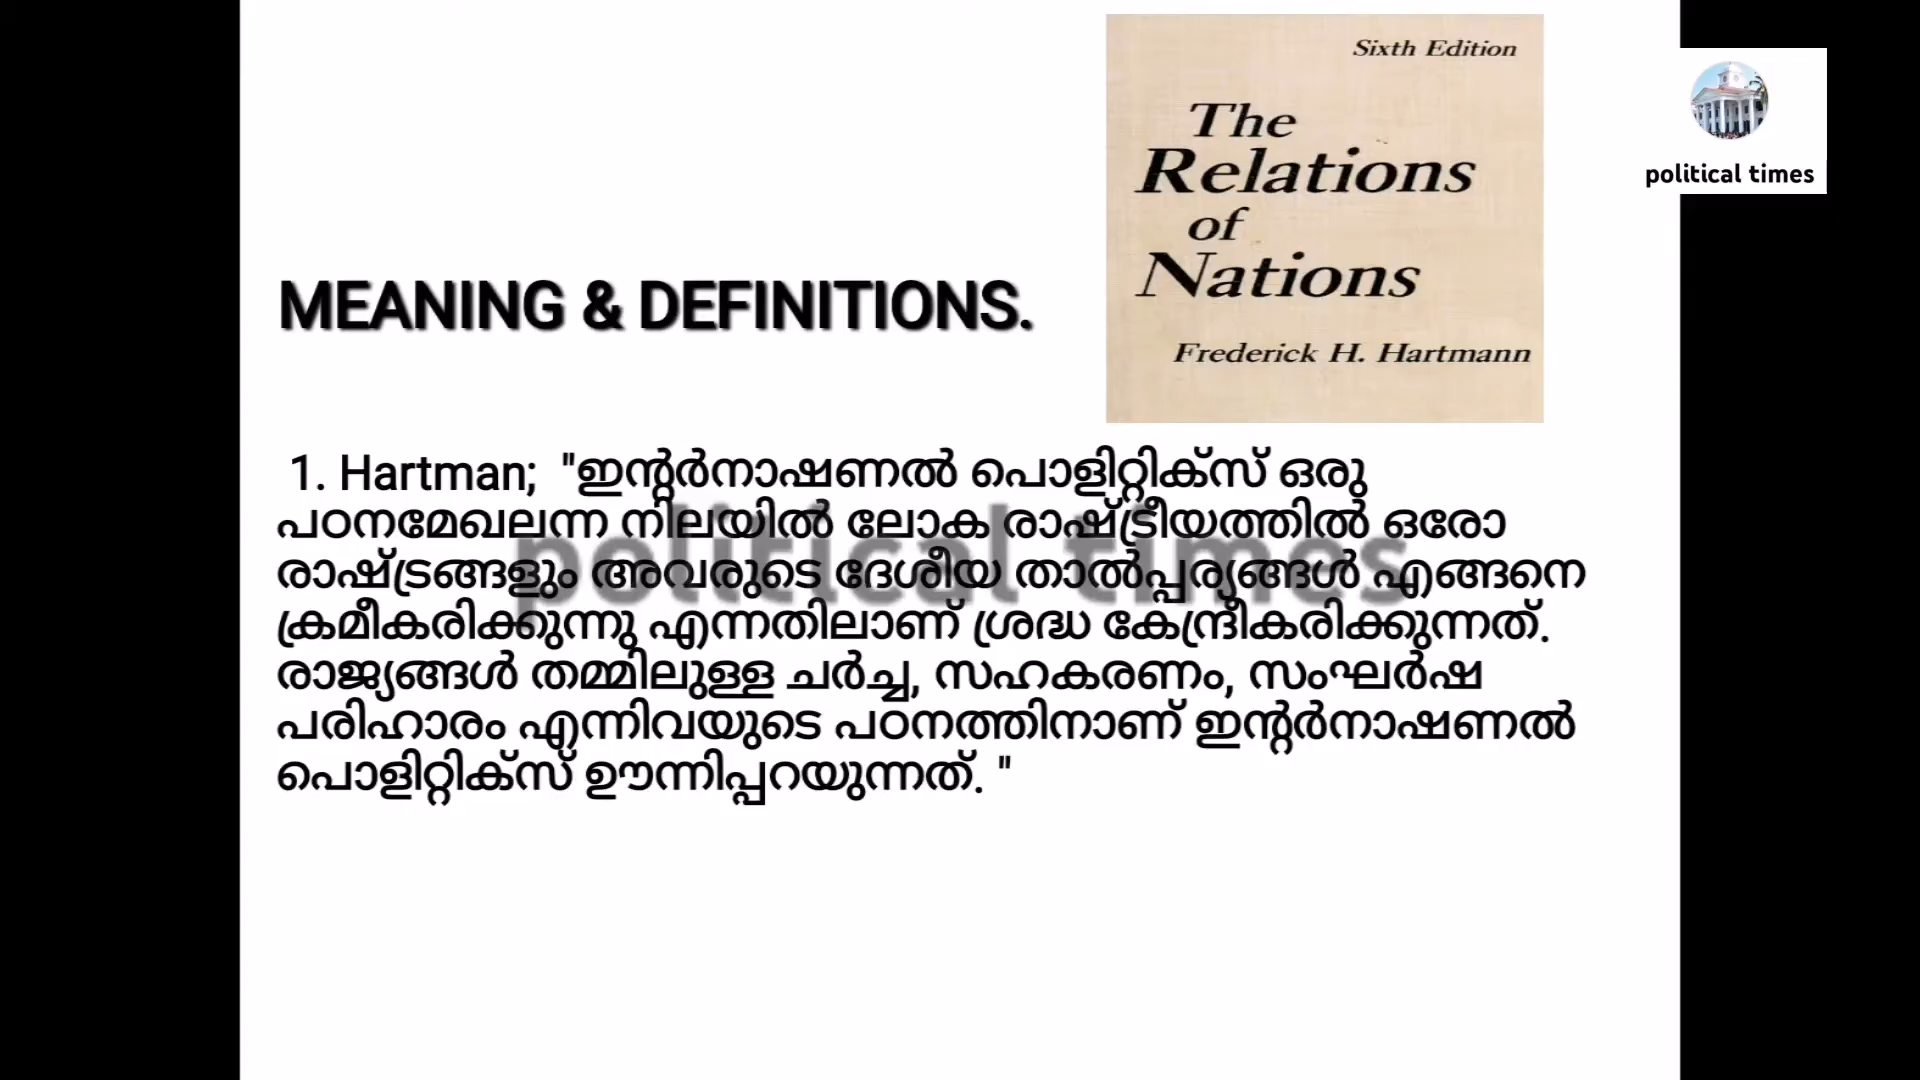 Sixth Edition
The
Relations
of
Nations
Frederick H. Hartmann
political times
MEANING & DEFINITIONS.
1. Hartman; "ഇന്റർനാഷണൽ പൊളിറ്റിക്സ് ഒരു
പഠനമേഖലന്ന നിലയിൽ ലോക രാഷ്ട്രീയത്തിൽ ഒരോ
രാഷ്ട്രങ്ങളും അവരുടെ ദേശീയ താൽപ്പര്യങ്ങൾ എങ്ങനെ
ക്രമീകരിക്കുന്നു എന്നതിലാണ് ശ്രദ്ധ കേന്ദ്രീകരിക്കുന്നത്.
രാജ്യങ്ങൾ തമ്മിലുള്ള ചർച്ച, സഹകരണം, സംഘർഷ
പരിഹാരം എന്നിവയുടെ പഠനത്തിനാണ് ഇന്റർനാഷണൽ
പൊളിറ്റിക്സ് ഊന്നിപ്പറയുന്നത്. "
political times